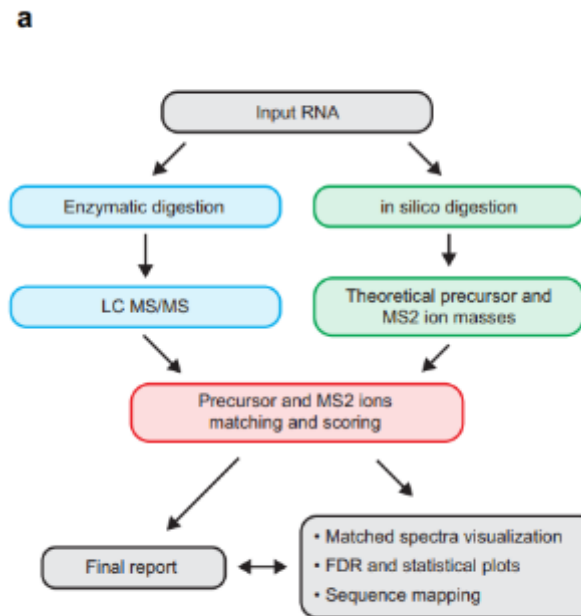 a
Input RNA
Enzymatic digestion
in silico digestion
LC MS/MS
Theoretical precursor and
MS2 ion masses
Precursor and MS2 ions
matching and scoring
Final report
• Matched spectra visualization
• FDR and statistical plots
• Sequence mapping